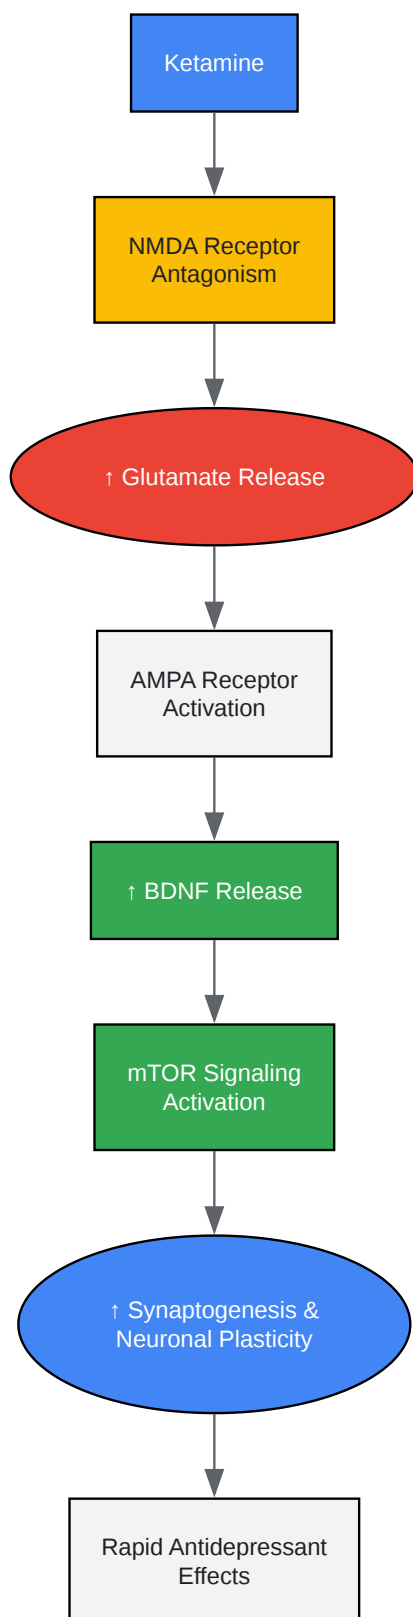 Ketamine
NMDA Receptor
Antagonism
↑ Glutamate Release
AMPA Receptor
Activation
↑ BDNF Release
mTOR Signaling
Activation
↑ Synaptogenesis &
Neuronal Plasticity
Rapid Antidepressant
Effects